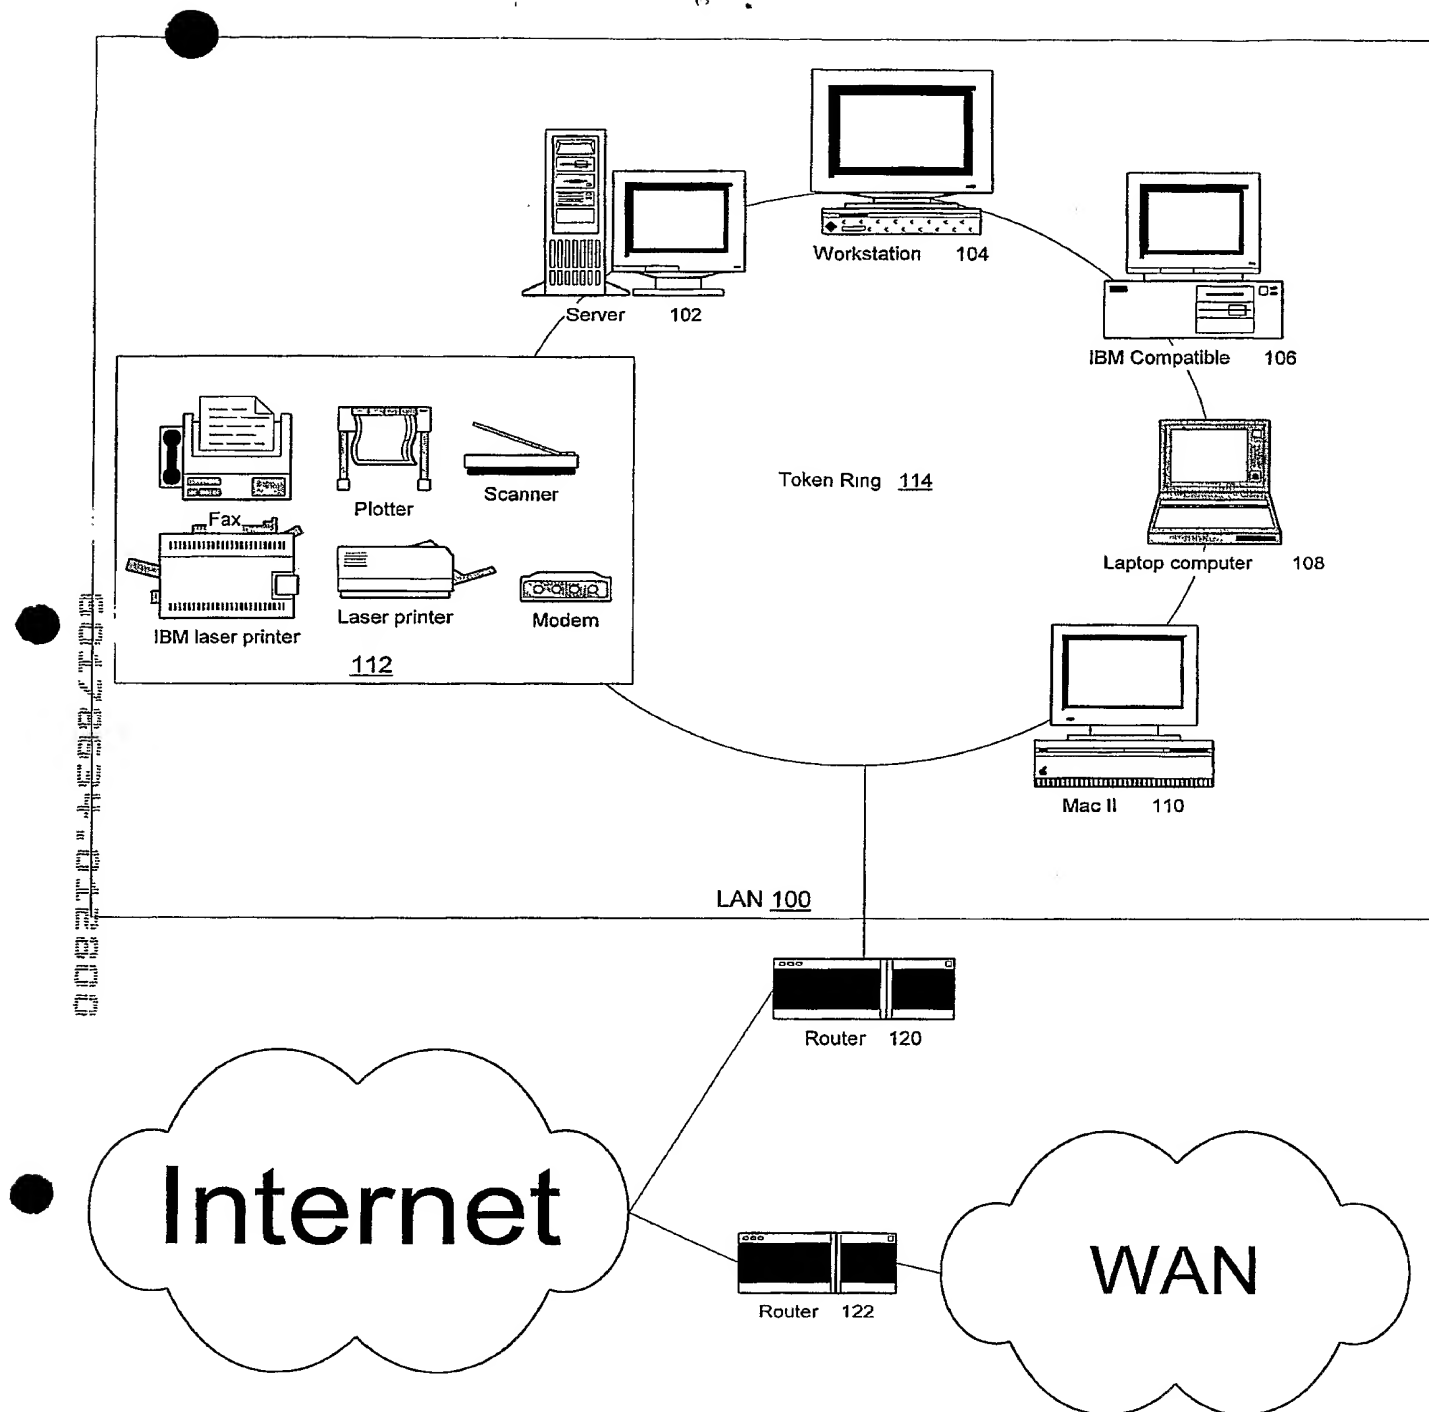 Workstation 104
Server 102
IBM Compatible 106
Fax
Plotter
Scanner
Token Ring 114
Laptop computer 108
IBM laser printer
Laser printer
Modem
112
Mac II 110
LAN 100
Router 120
Internet
WAN
Router 122